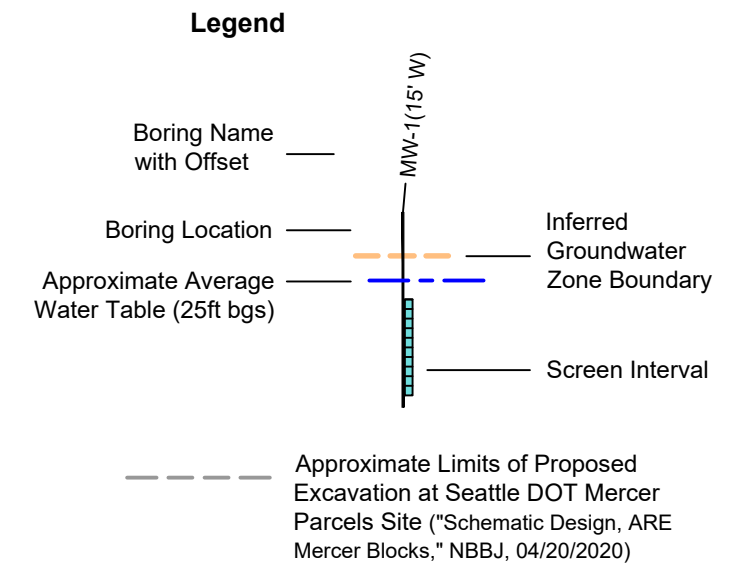 Legend
MW-1(15' W)
Boring Name
with Offset
Boring Location
Approximate Average
Water Table (25ft bgs)
Inferred
Groundwater
Zone Boundary
Screen Interval
Approximate Limits of Proposed
Excavation at Seattle DOT Mercer
Parcels Site ("Schematic Design, ARE
Mercer Blocks," NBBJ, 04/20/2020)